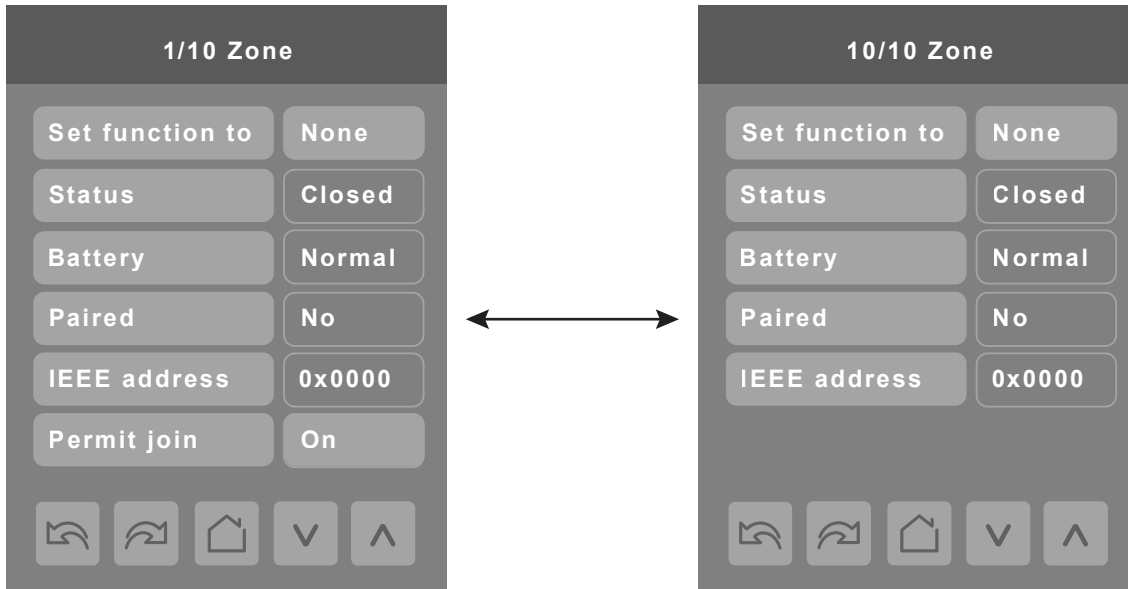 1/10 Zone
Set function to None
Status Closed
Battery Normal
Paired No
IEEE address 0x0000
Permit join On
10/10 Zone
Set function to None
Status Closed
Battery Normal
Paired No
IEEE address 0x0000